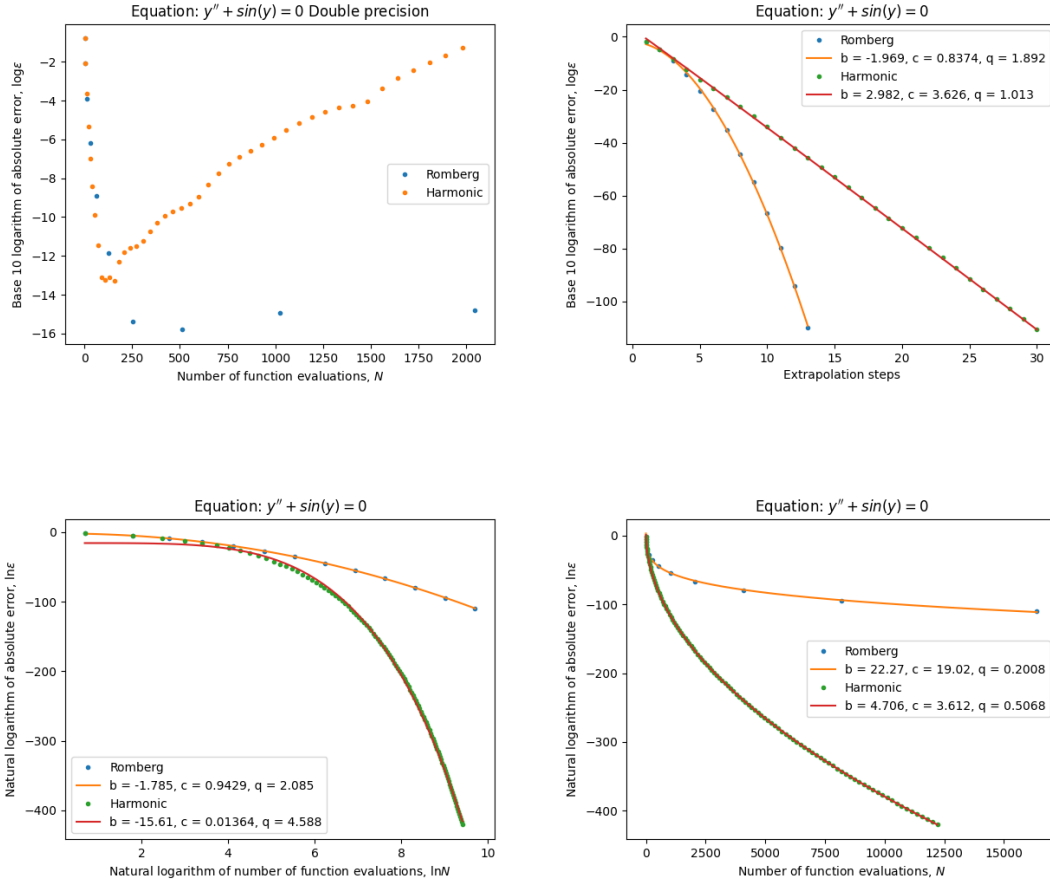 Equation: y'' + sin(y) = 0 Double precision
Base 10 logarithm of absolute error, logε
−2
−4
−6
−8
−10
−12
−14
−16
Romberg
Harmonic
0 250 500 750 1000 1250 1500 1750 2000
Number of function evaluations, N
Equation: y'' + sin(y) = 0
Base 10 logarithm of absolute error, logε
0
−20
−40
−60
−80
−100
Romberg
b = -1.969, c = 0.8374, q = 1.892
Harmonic
b = 2.982, c = 3.626, q = 1.013
0 5 10 15 20 25 30
Extrapolation steps
Equation: y'' + sin(y) = 0
Natural logarithm of absolute error, lnε
0
−100
−200
−300
−400
Romberg
b = -1.785, c = 0.9429, q = 2.085
Harmonic
b = -15.61, c = 0.01364, q = 4.588
2 4 6 8 10
Natural logarithm of number of function evaluations, lnN
Equation: y'' + sin(y) = 0
Natural logarithm of absolute error, lnε
0
−100
−200
−300
−400
Romberg
b = 22.27, c = 19.02, q = 0.2008
Harmonic
b = 4.706, c = 3.612, q = 0.5068
0 2500 5000 7500 10000 12500 15000
Number of function evaluations, N